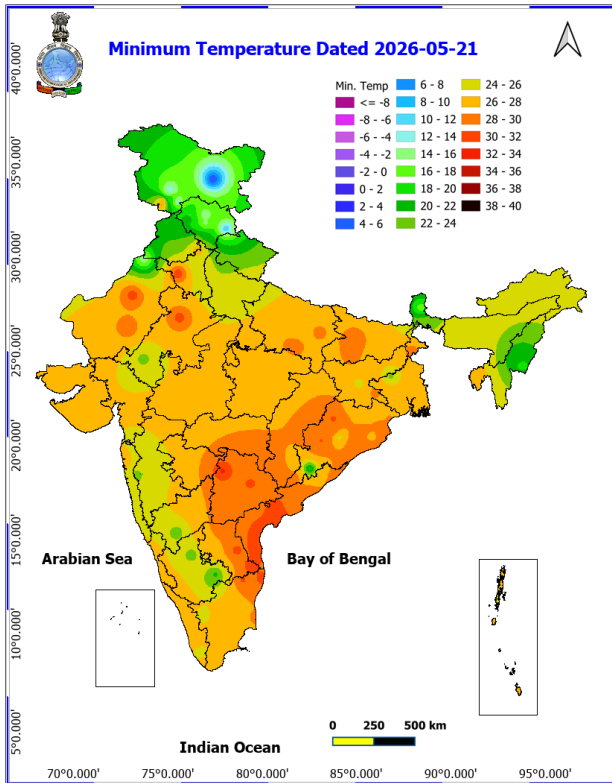 Minimum Temperature Dated 2026-05-21
Min. Temp
<= -8
-8 - -6
-6 - -4
-4 - -2
-2 - 0
0 - 2
2 - 4
4 - 6
6 - 8
8 - 10
10 - 12
12 - 14
14 - 16
16 - 18
18 - 20
20 - 22
22 - 24
24 - 26
26 - 28
28 - 30
30 - 32
32 - 34
34 - 36
36 - 38
38 - 40
40°0.000'
35°0.000'
30°0.000'
25°0.000'
20°0.000'
15°0.000'
10°0.000'
5°0.000'
Arabian Sea
Bay of Bengal
Indian Ocean
0 250 500 km
70°0.000' 75°0.000' 80°0.000' 85°0.000' 90°0.000' 95°0.000'